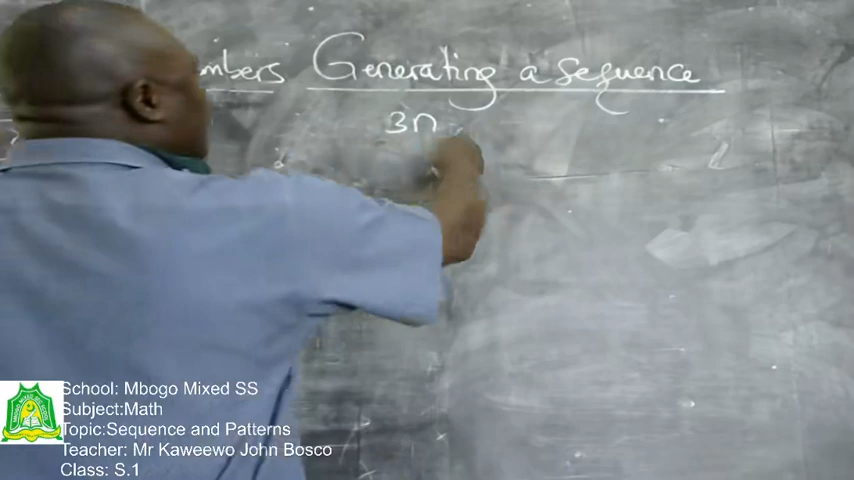 mbers Generating a sequence
3n
School: Mbogo Mixed SS
Subject:Math
Topic:Sequence and Patterns
Teacher: Mr Kaweewo John Bosco
Class: S.1